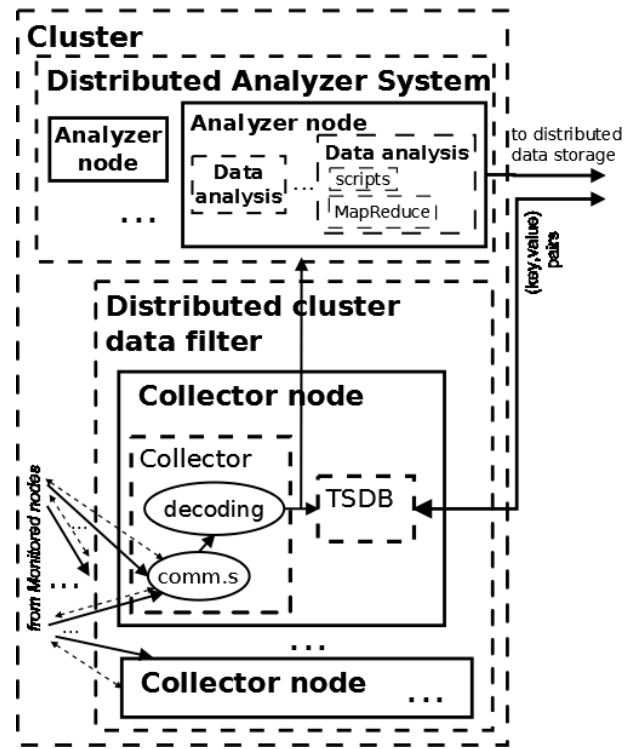 Cluster
Distributed Analyzer System
Analyzer
node
...
Analyzer node
Data
analysis
...
Data analysis
scripts
MapReduce
to distributed
data storage
(key,value)
pairs
Distributed cluster
data filter
Collector node
Collector
decoding
comm.s
TSDB
from Monitored nodes
...
...
...
...
Collector node
...